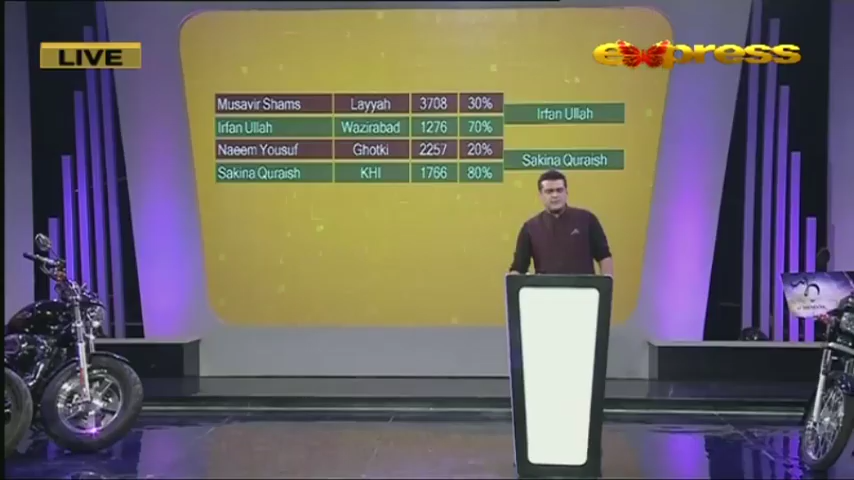 LIVE
express
Musavir Shams Layyah 3708 30%
Irfan Ullah Wazirabad 1276 70%
Irfan Ullah
Naeem Yousuf Ghotki 2257 20%
Sakina Quraish KHI 1766 80%
Sakina Quraish